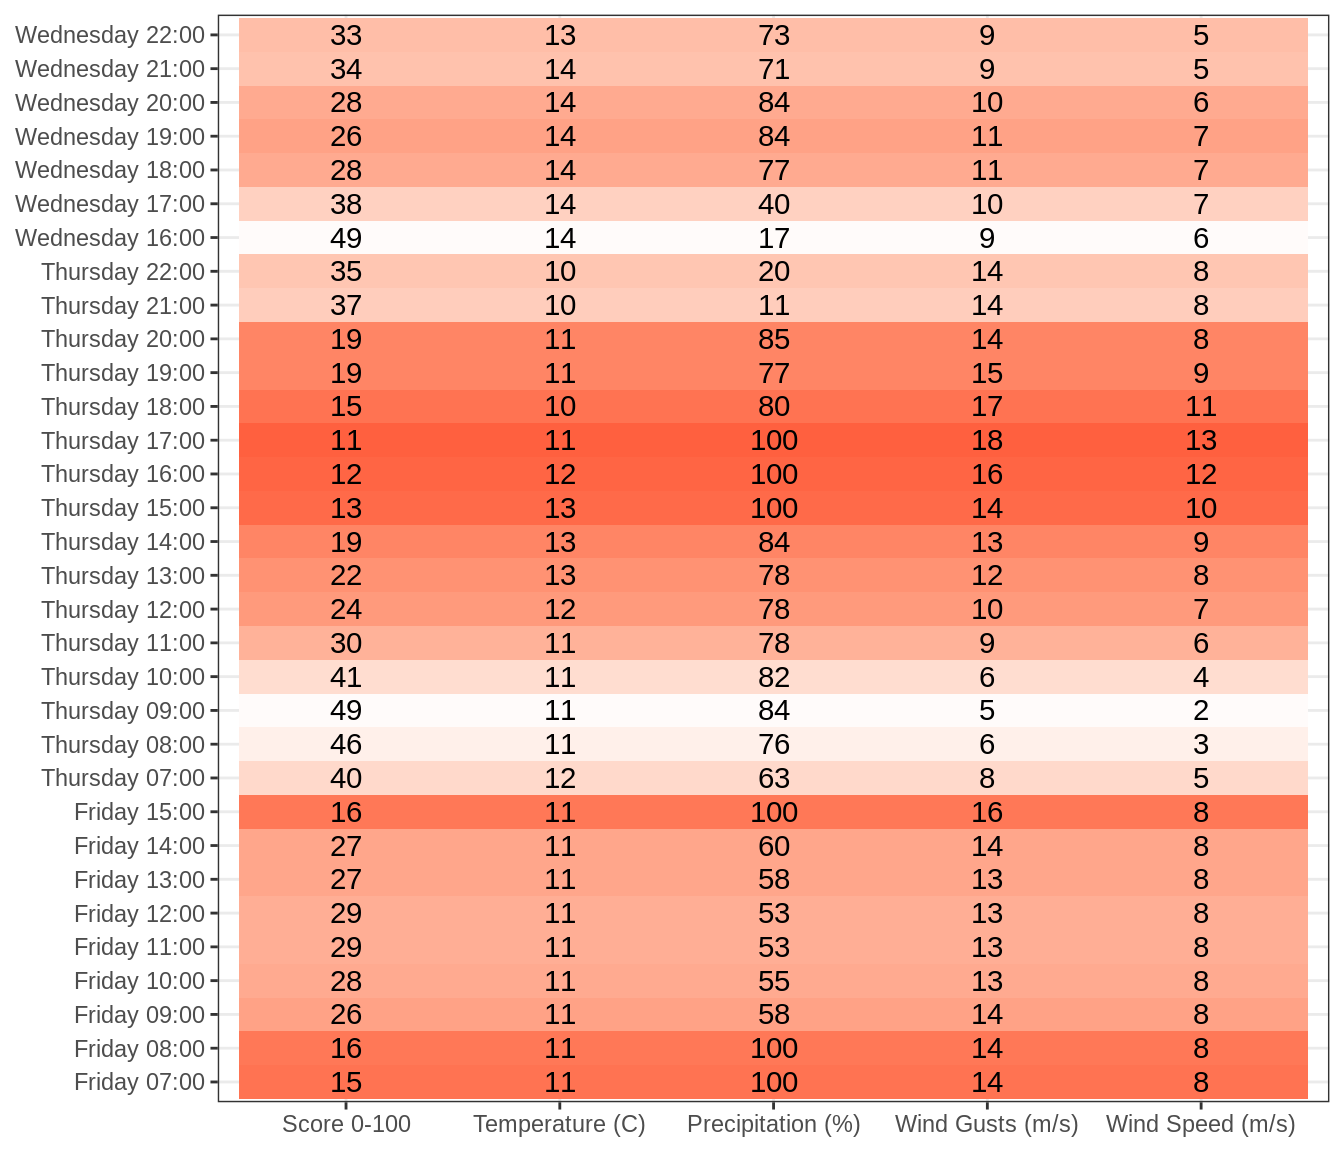 Wednesday 22:00 33 13 73 9 5
Wednesday 21:00 34 14 71 9 5
Wednesday 20:00 28 14 84 10 6
Wednesday 19:00 26 14 84 11 7
Wednesday 18:00 28 14 77 11 7
Wednesday 17:00 38 14 40 10 7
Wednesday 16:00 49 14 17 9 6
Thursday 22:00 35 10 20 14 8
Thursday 21:00 37 10 11 14 8
Thursday 20:00 19 11 85 14 8
Thursday 19:00 19 11 77 15 9
Thursday 18:00 15 10 80 17 11
Thursday 17:00 11 11 100 18 13
Thursday 16:00 12 12 100 16 12
Thursday 15:00 13 13 100 14 10
Thursday 14:00 19 13 84 13 9
Thursday 13:00 22 13 78 12 8
Thursday 12:00 24 12 78 10 7
Thursday 11:00 30 11 78 9 6
Thursday 10:00 41 11 82 6 4
Thursday 09:00 49 11 84 5 2
Thursday 08:00 46 11 76 6 3
Thursday 07:00 40 12 63 8 5
Friday 15:00 16 11 100 16 8
Friday 14:00 27 11 60 14 8
Friday 13:00 27 11 58 13 8
Friday 12:00 29 11 53 13 8
Friday 11:00 29 11 53 13 8
Friday 10:00 28 11 55 13 8
Friday 09:00 26 11 58 14 8
Friday 08:00 16 11 100 14 8
Friday 07:00 15 11 100 14 8
Score 0-100 Temperature (C) Precipitation (%) Wind Gusts (m/s) Wind Speed (m/s)